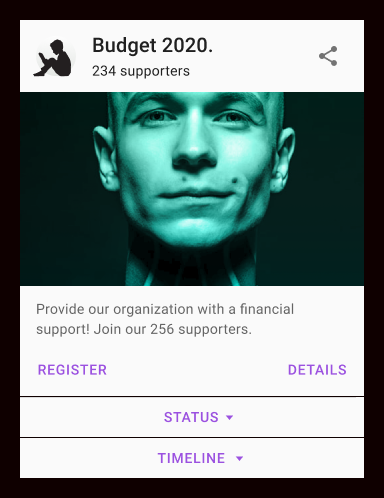 Budget 2020.
234 supporters
Provide our organization with a financial
support! Join our 256 supporters.
REGISTER DETAILS
STATUS
TIMELINE